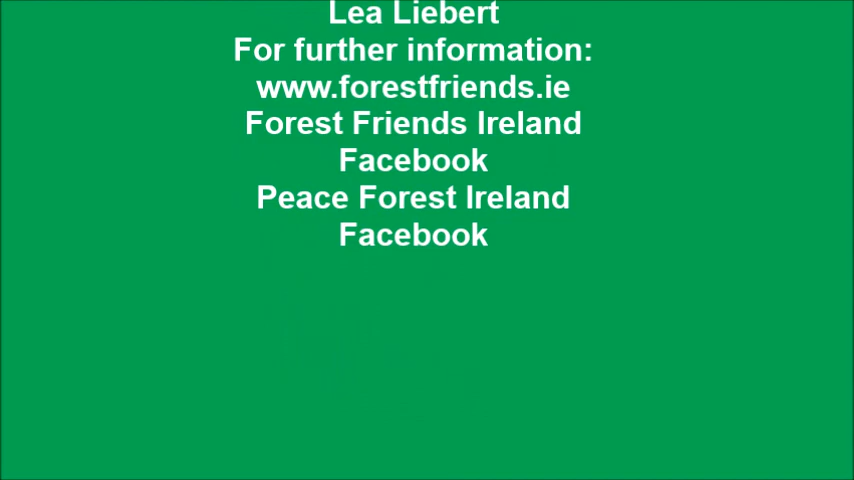 Lea Liebert
For further information:
www.forestfriends.ie
Forest Friends Ireland
Facebook
Peace Forest Ireland
Facebook